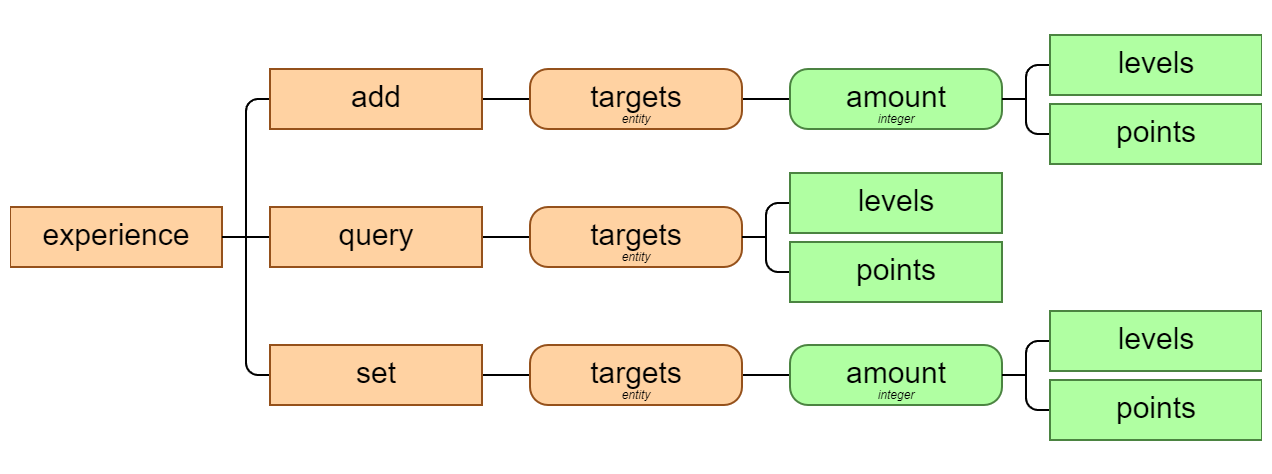 experience
add
targets
entity
amount
integer
levels
points
query
targets
entity
levels
points
set
targets
entity
amount
integer
levels
points